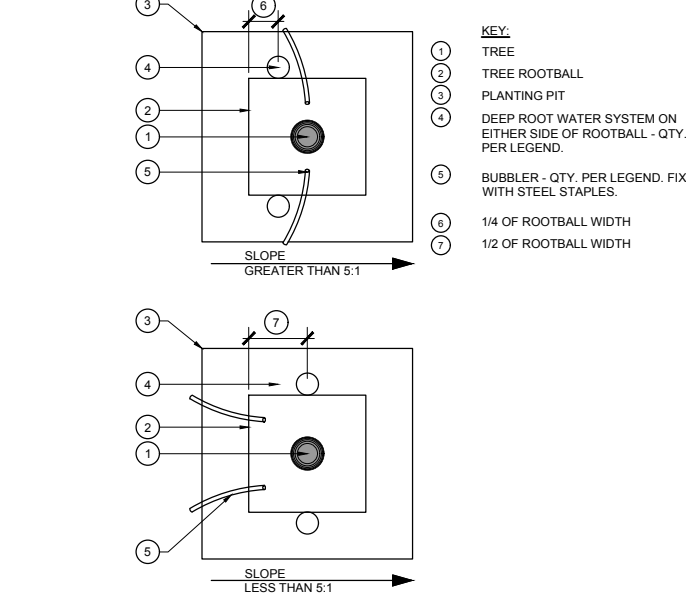 3
6
4
2
1
5
SLOPE
GREATER THAN 5:1
KEY:
1 TREE
2 TREE ROOTBALL
3 PLANTING PIT
4 DEEP ROOT WATER SYSTEM ON
EITHER SIDE OF ROOTBALL - QTY.
PER LEGEND.
5 BUBBLER - QTY. PER LEGEND. FIX
WITH STEEL STAPLES.
6 1/4 OF ROOTBALL WIDTH
7 1/2 OF ROOTBALL WIDTH
3
7
4
2
1
5
SLOPE
LESS THAN 5:1